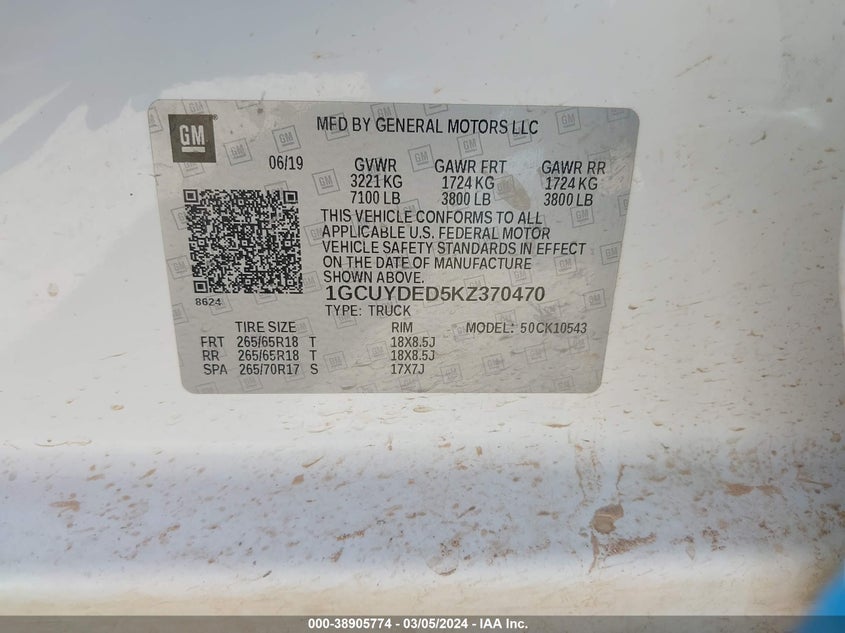 GM
MFD BY GENERAL MOTORS LLC
06/19 GVWR GAWR FRT GAWR RR
3221 KG 1724 KG 1724 KG
7100 LB 3800 LB 3800 LB
THIS VEHICLE CONFORMS TO ALL
APPLICABLE U.S. FEDERAL MOTOR
VEHICLE SAFETY STANDARDS IN EFFECT
ON THE DATE OF MANUFACTURE
SHOWN ABOVE.
8624
1GCUYDED5KZ370470
TYPE: TRUCK
TIRE SIZE RIM MODEL: 50CK10543
FRT 265/65R18 T 18X8.5J
RR 265/65R18 T 18X8.5J
SPA 265/70R17 S 17X7J
000-38905774 - 03/05/2024 - IAA Inc.